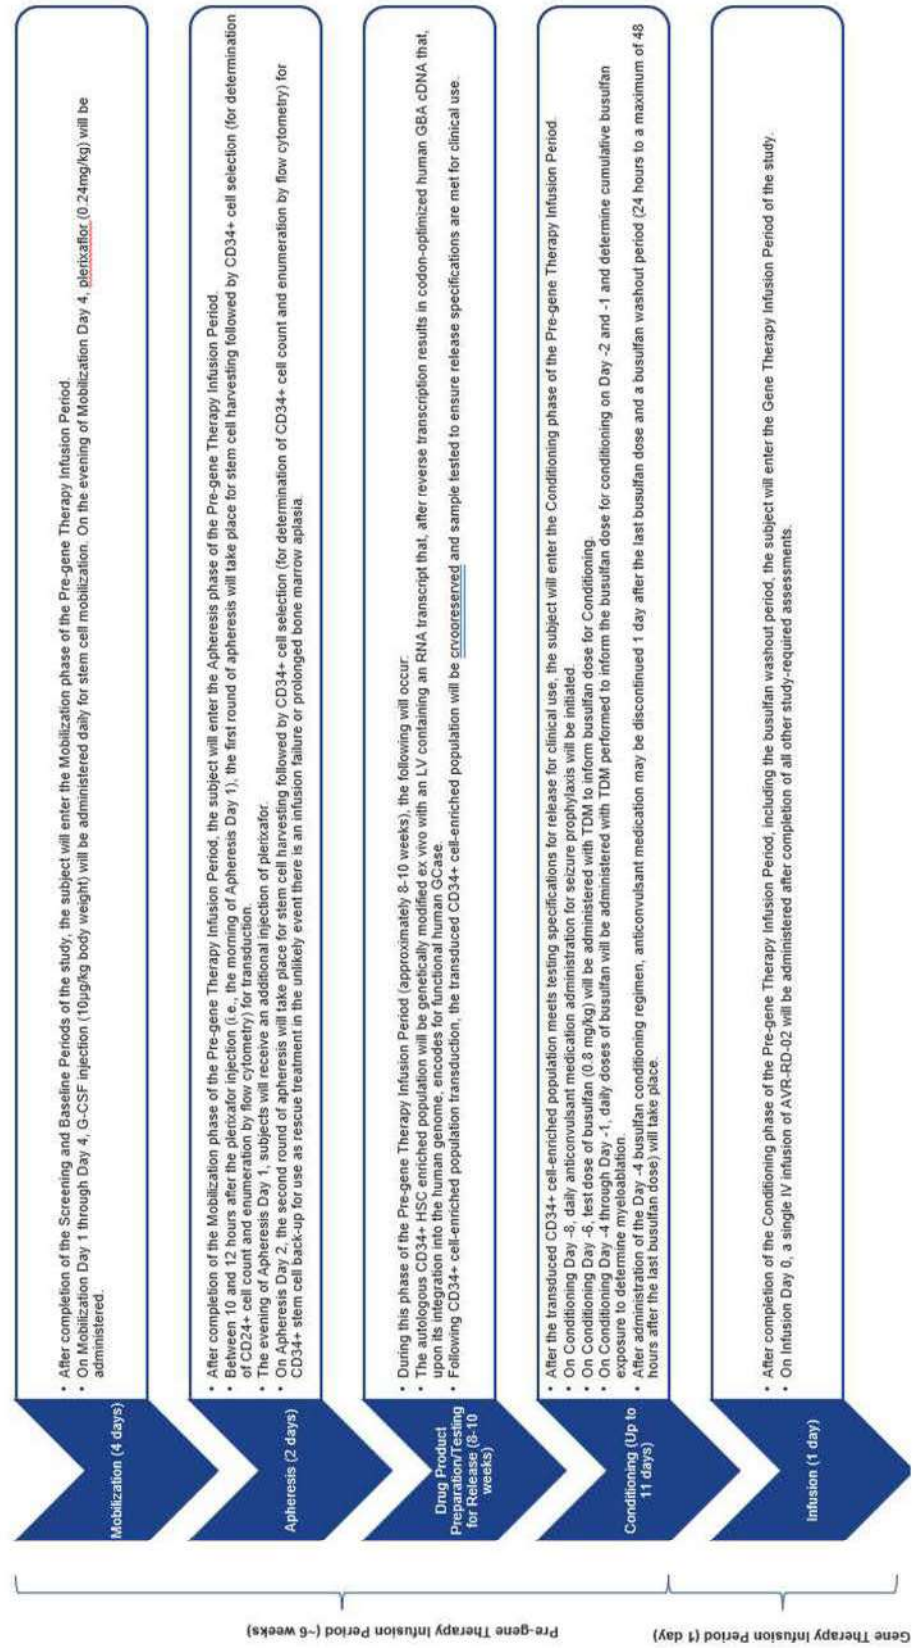 Pre-gene Therapy Infusion Period (~6 weeks)
Mobilization (4 days)
• After completion of the Screening and Baseline Periods of the study, the subject will enter the Mobilization phase of the Pre-gene Therapy Infusion Period.
• On Mobilization Day 1 through Day 4, G-CSF injection (10µg/kg body weight) will be administered daily for stem cell mobilization. On the evening of Mobilization Day 4, plerixaflor (0.24mg/kg) will be
administered.
Apheresis (2 days)
• After completion of the Mobilization phase of the Pre-gene Therapy Infusion Period, the subject will enter the Apheresis phase of the Pre-gene Therapy Infusion Period.
• Between 10 and 12 hours after the plerixafor injection (i.e., the morning of Apheresis Day 1), the first round of apheresis will take place for stem cell harvesting followed by CD34+ cell selection (for determination
of CD24+ cell count and enumeration by flow cytometry) for transduction.
• The evening of Apheresis Day 1, subjects will receive an additional injection of plerixafor.
• On Apheresis Day 2, the second round of apheresis will take place for stem cell harvesting followed by CD34+ cell selection (for determination of CD34+ cell count and enumeration by flow cytometry) for
CD34+ stem cell back-up for use as rescue treatment in the unlikely event there is an infusion failure or prolonged bone marrow aplasia.
Drug Product
Preparation/Testing
for Release (8-10
weeks)
• During this phase of the Pre-gene Therapy Infusion Period (approximately 8-10 weeks), the following will occur:
• The autologous CD34+ HSC enriched population will be genetically modified ex vivo with an LV containing an RNA transcript that, after reverse transcription results in codon-optimized human GBA cDNA that,
upon its integration into the human genome, encodes for functional human GCase.
• Following CD34+ cell-enriched population transduction, the transduced CD34+ cell-enriched population will be crvooreserved and sample tested to ensure release specifications are met for clinical use.
Conditioning (Up to
11 days)
• After the transduced CD34+ cell-enriched population meets testing specifications for release for clinical use, the subject will enter the Conditioning phase of the Pre-gene Therapy Infusion Period.
• On Conditioning Day -8, daily anticonvulsant medication administration for seizure prophylaxis will be initiated.
• On Conditioning Day -6, test dose of busulfan (0.8 mg/kg) will be administered with TDM to inform busulfan dose for Conditioning.
• On Conditioning Day -4 through Day -1, daily doses of busulfan will be administered with TDM performed to inform the busulfan dose for conditioning on Day -2 and -1 and determine cumulative busulfan
exposure to determine myeloablation.
• After administration of the Day -4 busulfan conditioning regimen, anticonvulsant medication may be discontinued 1 day after the last busulfan dose and a busulfan washout period (24 hours to a maximum of 48
hours after the last busulfan dose) will take place.
Gene Therapy Infusion Period (1 day)
Infusion (1 day)
• After completion of the Conditioning phase of the Pre-gene Therapy Infusion Period, including the busulfan washout period, the subject will enter the Gene Therapy Infusion Period of the study.
• On Infusion Day 0, a single IV infusion of AVR-RD-02 will be administered after completion of all other study-required assessments.